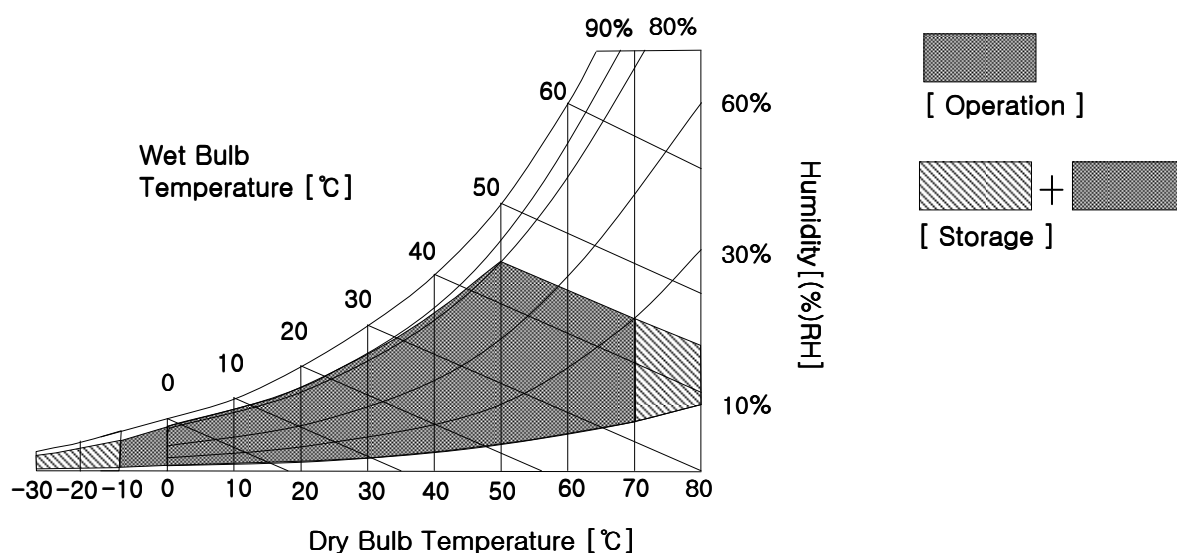 90% 80%
[ Operation ]
60
60%
Wet Bulb
Temperature [℃]
50
+
[ Storage ]
40
30%
30
20
Humidity[(%)RH]
10
0
10%
-30 -20 -10 0 10 20 30 40 50 60 70 80
Dry Bulb Temperature [℃]